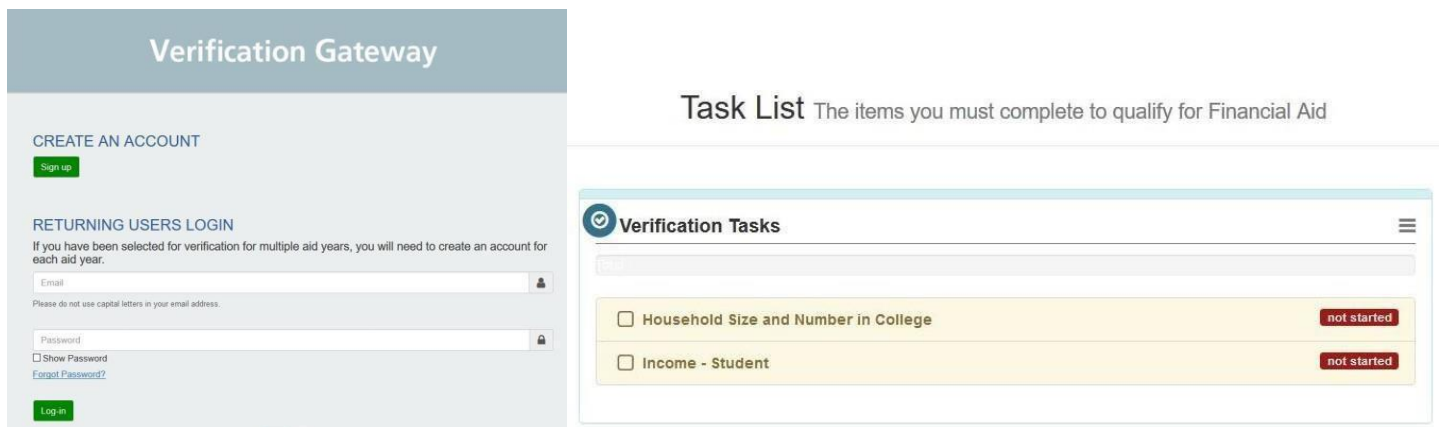 Verification Gateway
CREATE AN ACCOUNT
Sign up
RETURNING USERS LOGIN
If you have been selected for verification for multiple aid years, you will need to create an account for
each aid year.
Email
Please do not use capital letters in your email address.
Password
Show Password
Forgot Password?
Log-in
Task List The items you must complete to qualify for Financial Aid
Verification Tasks
Household Size and Number in College
not started
Income - Student
not started